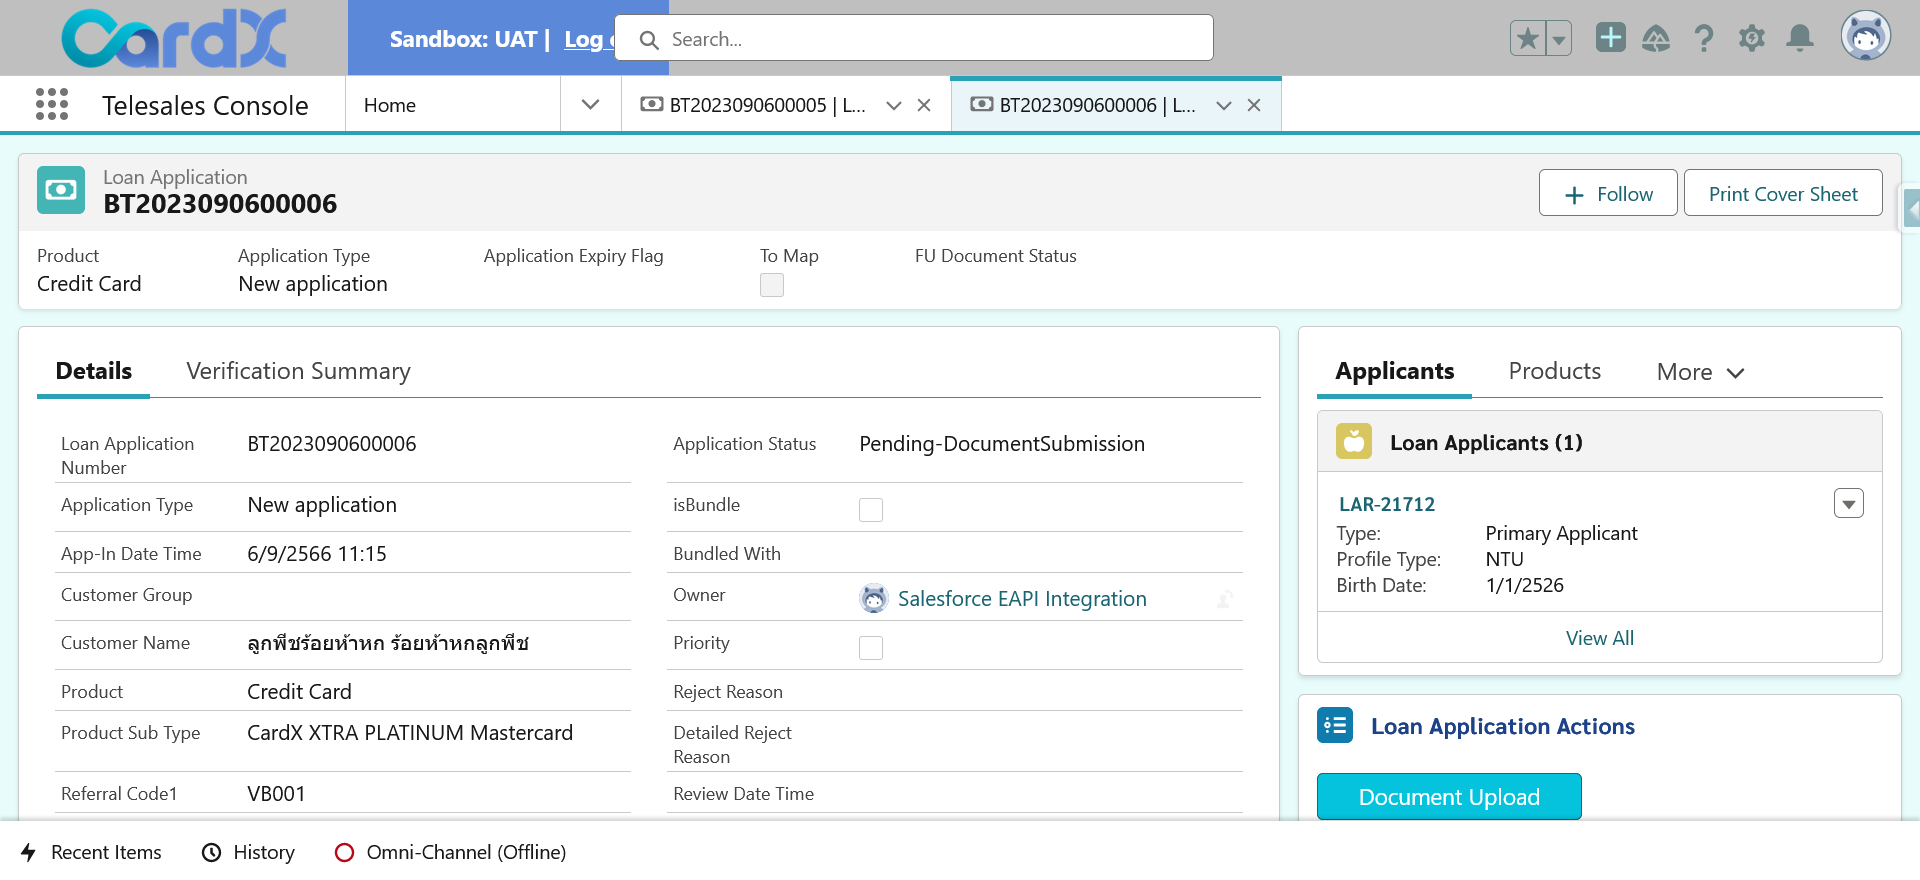 CardX
Sandbox: UAT | Log
Search...
Telesales Console
Home
BT2023090600005 | L...
BT2023090600006 | L...
Loan Application
BT2023090600006
Follow
Print Cover Sheet
Product
Credit Card
Application Type
New application
Application Expiry Flag
To Map
FU Document Status
Details
Verification Summary
Loan Application Number
BT2023090600006
Application Type
New application
App-In Date Time
6/9/2566 11:15
Customer Group
Customer Name
ลูกพีชร้อยห้าหก ร้อยห้าหกลูกพีช
Product
Credit Card
Product Sub Type
CardX XTRA PLATINUM Mastercard
Referral Code1
VB001
Application Status
Pending-DocumentSubmission
isBundle
Bundled With
Owner
Salesforce EAPI Integration
Priority
Reject Reason
Detailed Reject Reason
Review Date Time
Applicants
Products
More
Loan Applicants (1)
LAR-21712
Type:
Primary Applicant
Profile Type:
NTU
Birth Date:
1/1/2526
View All
Loan Application Actions
Document Upload
Recent Items
History
Omni-Channel (Offline)